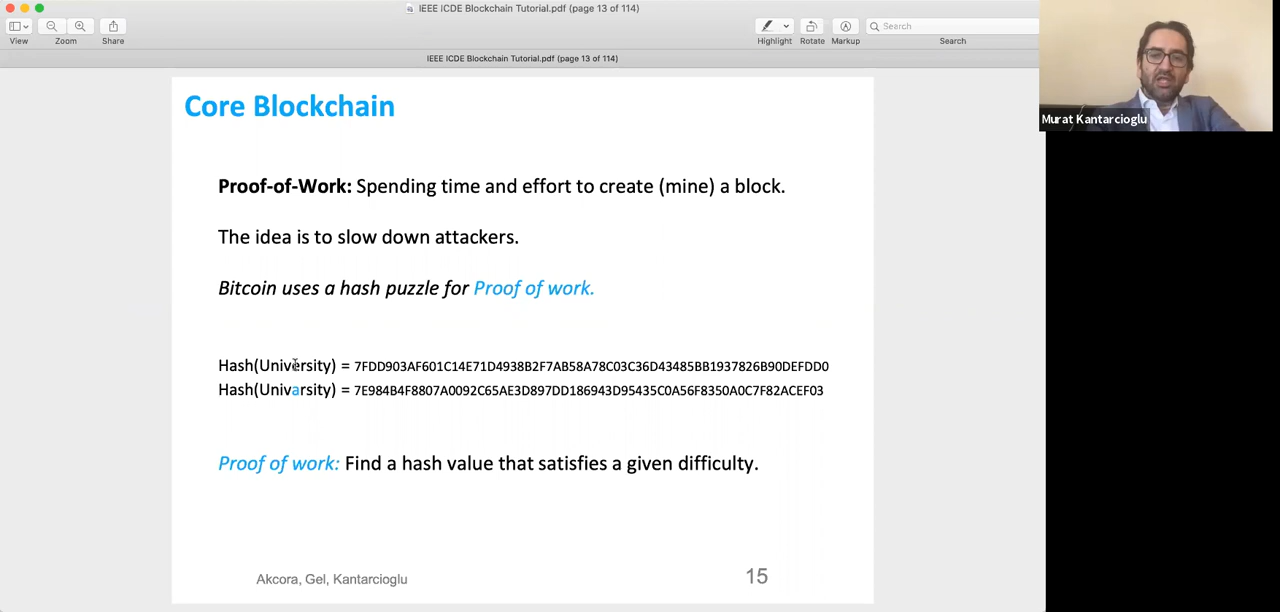 IEEE ICDE Blockchain Tutorial.pdf (page 13 of 114)
View
Zoom
Share
Highlight
Rotate
Markup
Search
Search
IEEE ICDE Blockchain Tutorial.pdf (page 13 of 114)
Murat Kantarcioglu
Core Blockchain
Proof-of-Work: Spending time and effort to create (mine) a block.
The idea is to slow down attackers.
Bitcoin uses a hash puzzle for Proof of work.
Hash(University) = 7FDD903AF601C14E71D4938B2F7AB58A78C03C36D43485BB1937826B90DEFDD0
Hash(Univarsity) = 7E984B4F8807A0092C65AE3D897DD186943D95435C0A56F8350A0C7F82ACEF03
Proof of work: Find a hash value that satisfies a given difficulty.
Akcora, Gel, Kantarcioglu
15